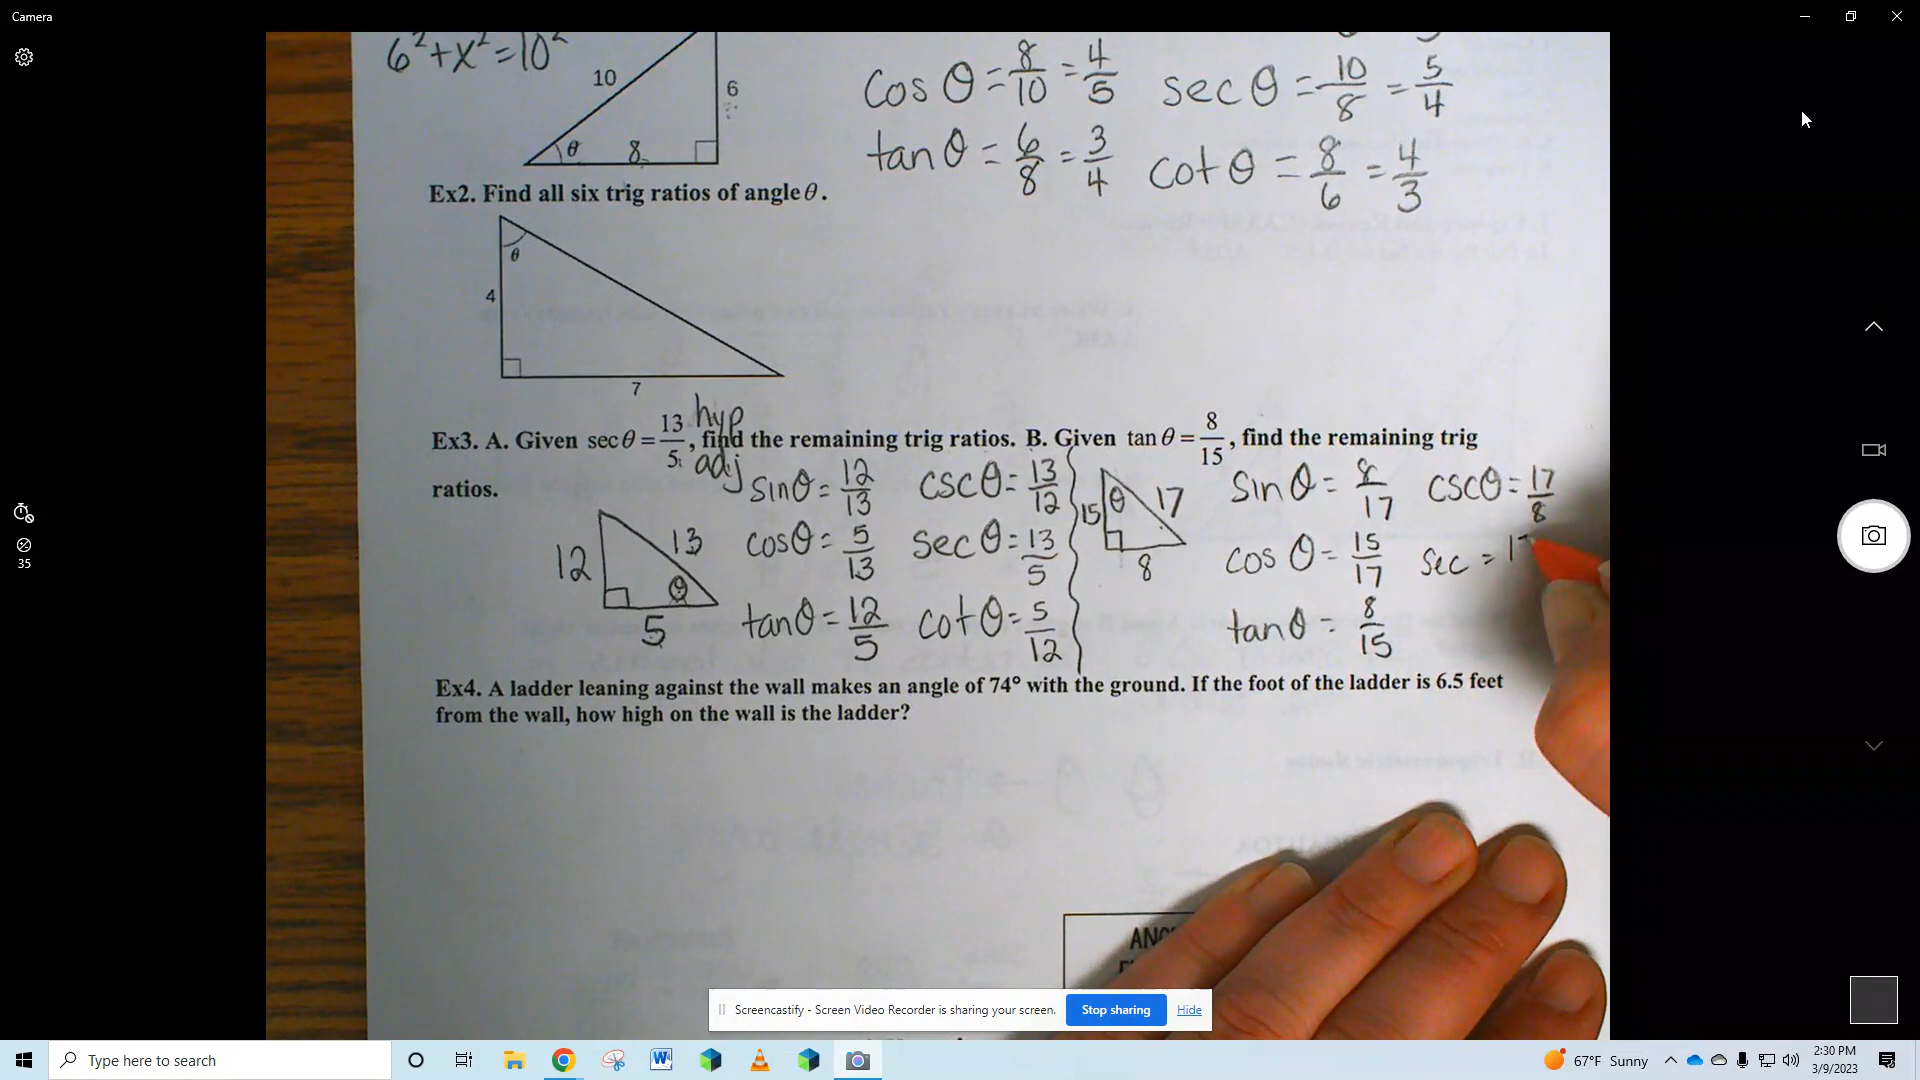 Camera
6²+x²=10²
10
6
θ
8
cos θ = 8/10 = 4/5
sec θ = 10/8 = 5/4
tan θ = 6/8 = 3/4
cot θ = 8/6 = 4/3
Ex2. Find all six trig ratios of angle θ.
θ
4
7
hyp
Ex3. A. Given sec θ = 13/5, find the remaining trig ratios. B. Given tan θ = 8/15, find the remaining trig
adj
ratios.
12
13
θ
5
sin θ = 12/13
csc θ = 13/12
cos θ = 5/13
sec θ = 13/5
tan θ = 12/5
cot θ = 5/12
15
θ
17
8
sin θ = 8/17
csc θ = 17/8
cos θ = 15/17
sec = 17
tan θ = 8/15
Ex4. A ladder leaning against the wall makes an angle of 74° with the ground. If the foot of the ladder is 6.5 feet
from the wall, how high on the wall is the ladder?
35
Screencastify - Screen Video Recorder is sharing your screen.
Stop sharing
Hide
Type here to search
67°F Sunny
2:30 PM
3/9/2023